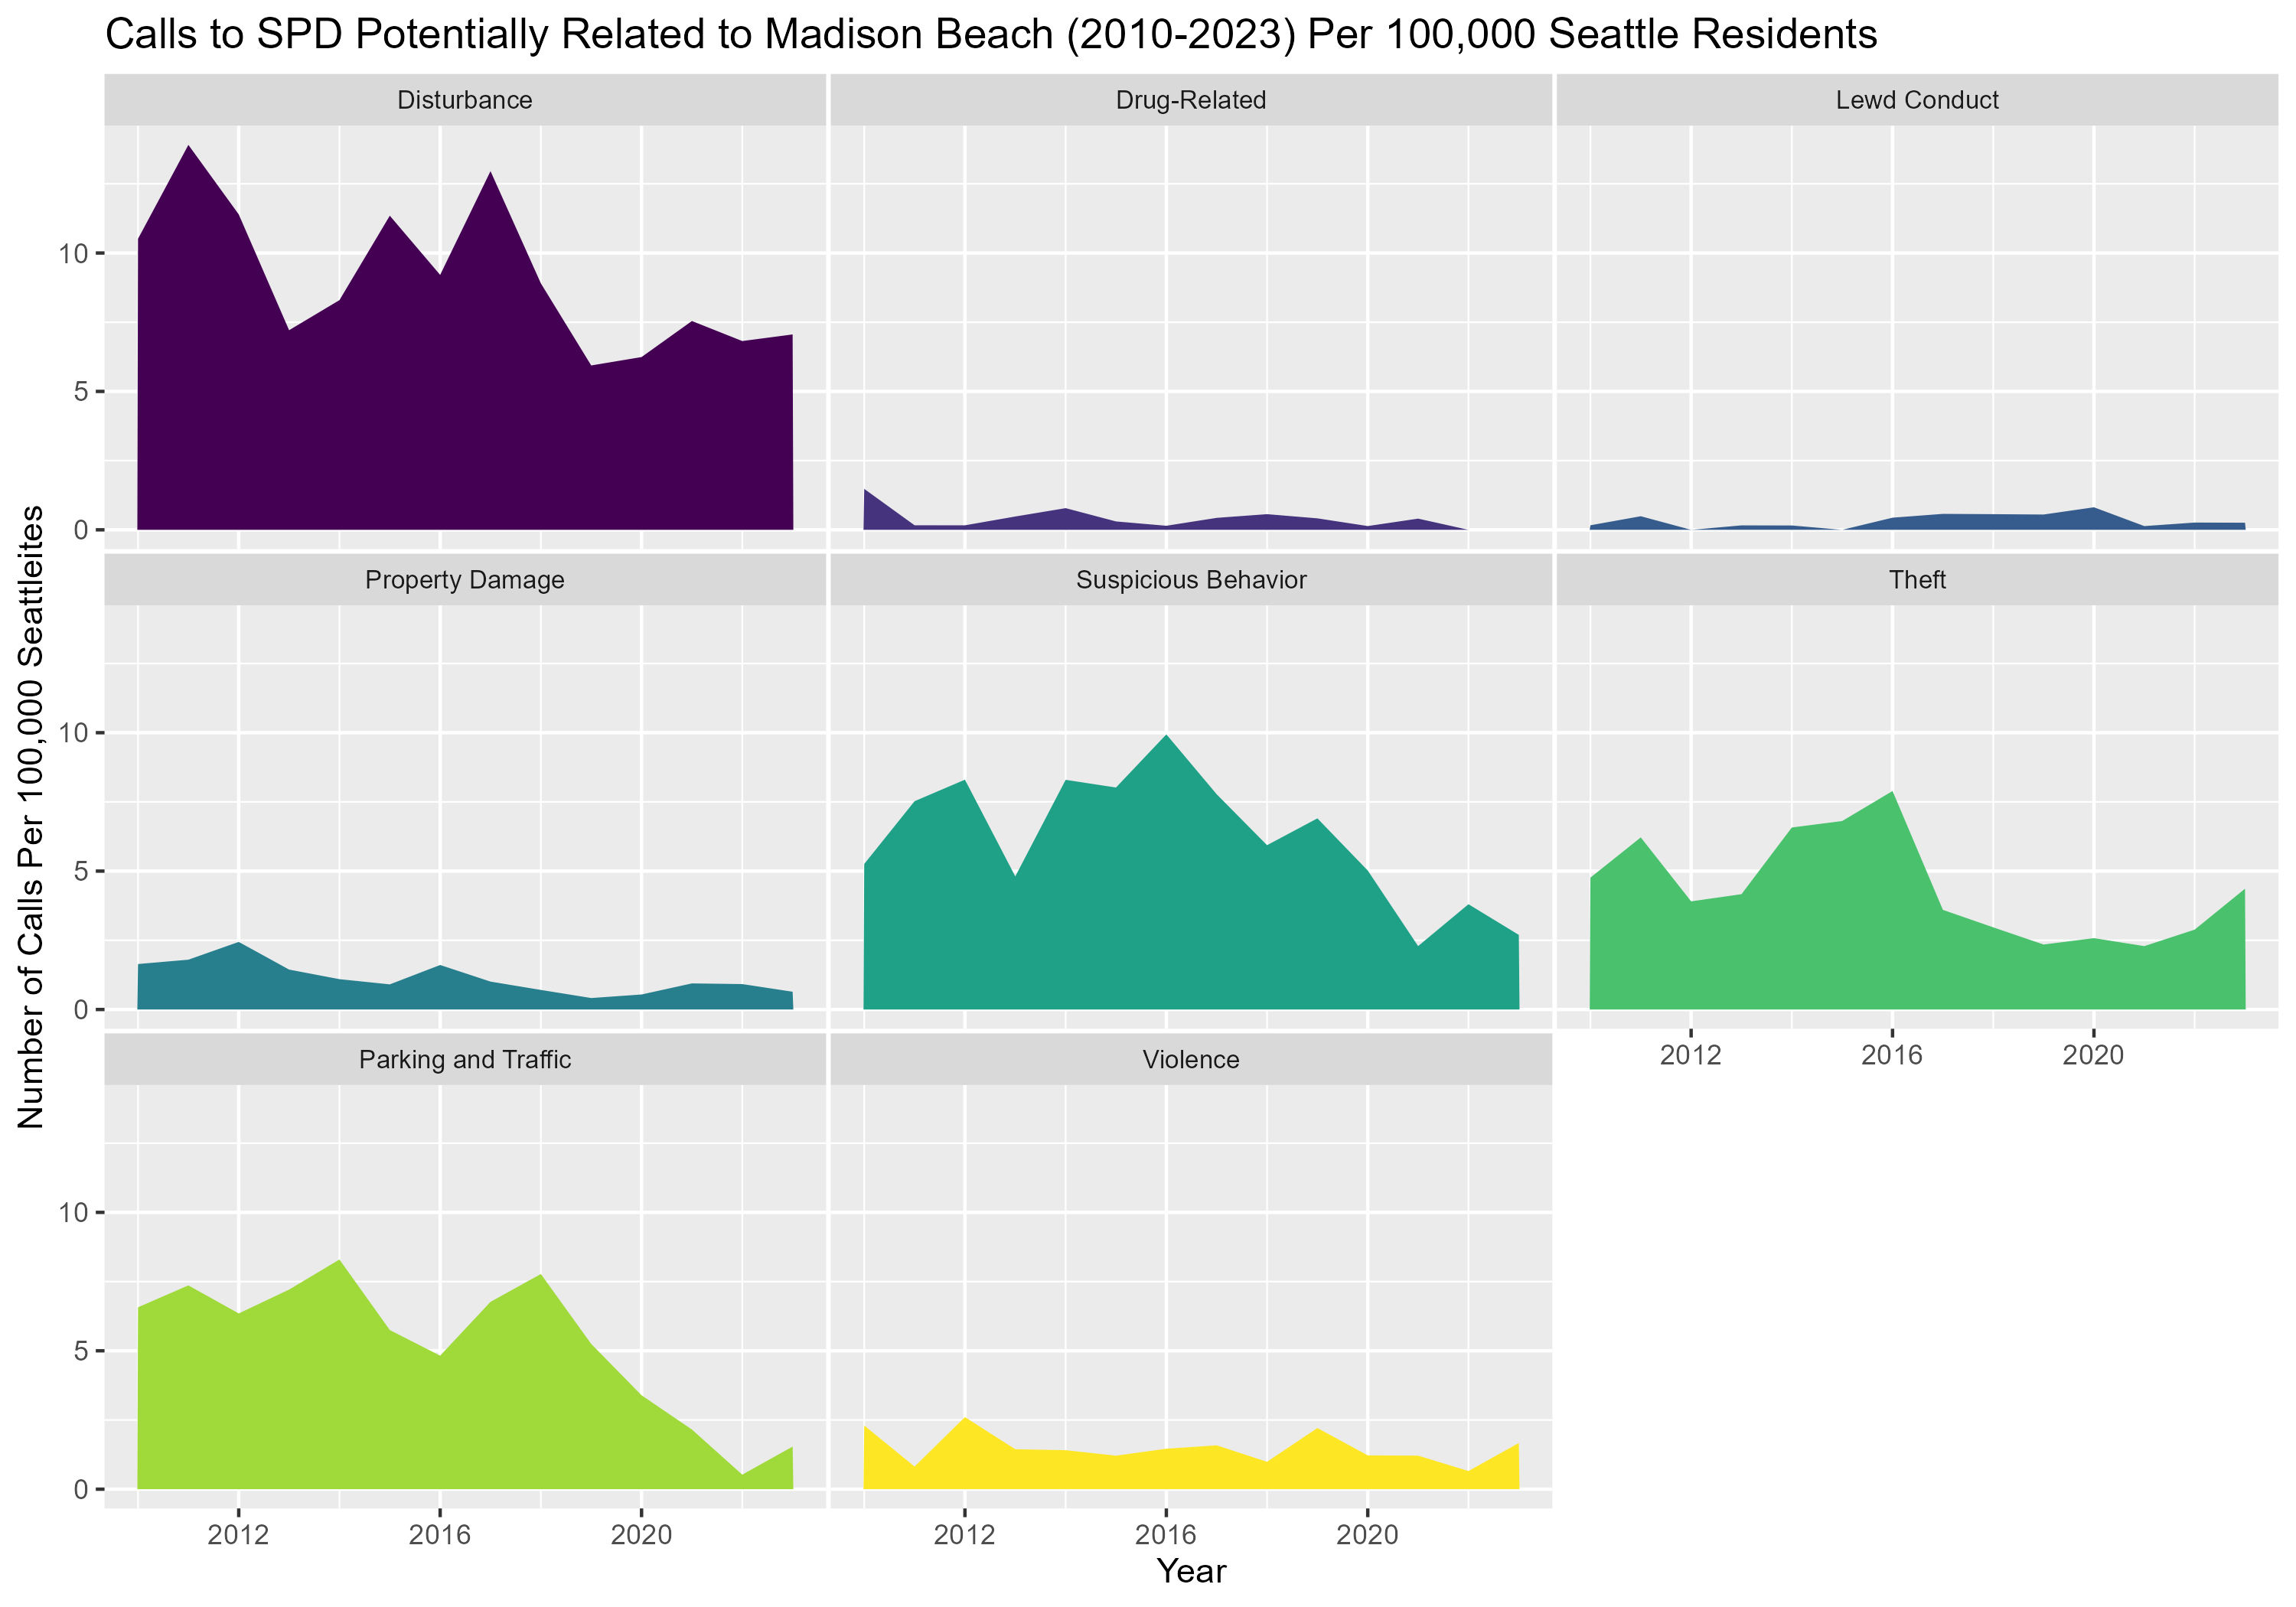 Calls to SPD Potentially Related to Madison Beach (2010-2023) Per 100,000 Seattle Residents
Number of Calls Per 100,000 Seattleites
Disturbance
Drug-Related
Lewd Conduct
10
5
0
Property Damage
Suspicious Behavior
Theft
10
5
0
2012
2016
2020
Parking and Traffic
Violence
10
5
0
2012
2016
2020
2012
2016
2020
Year